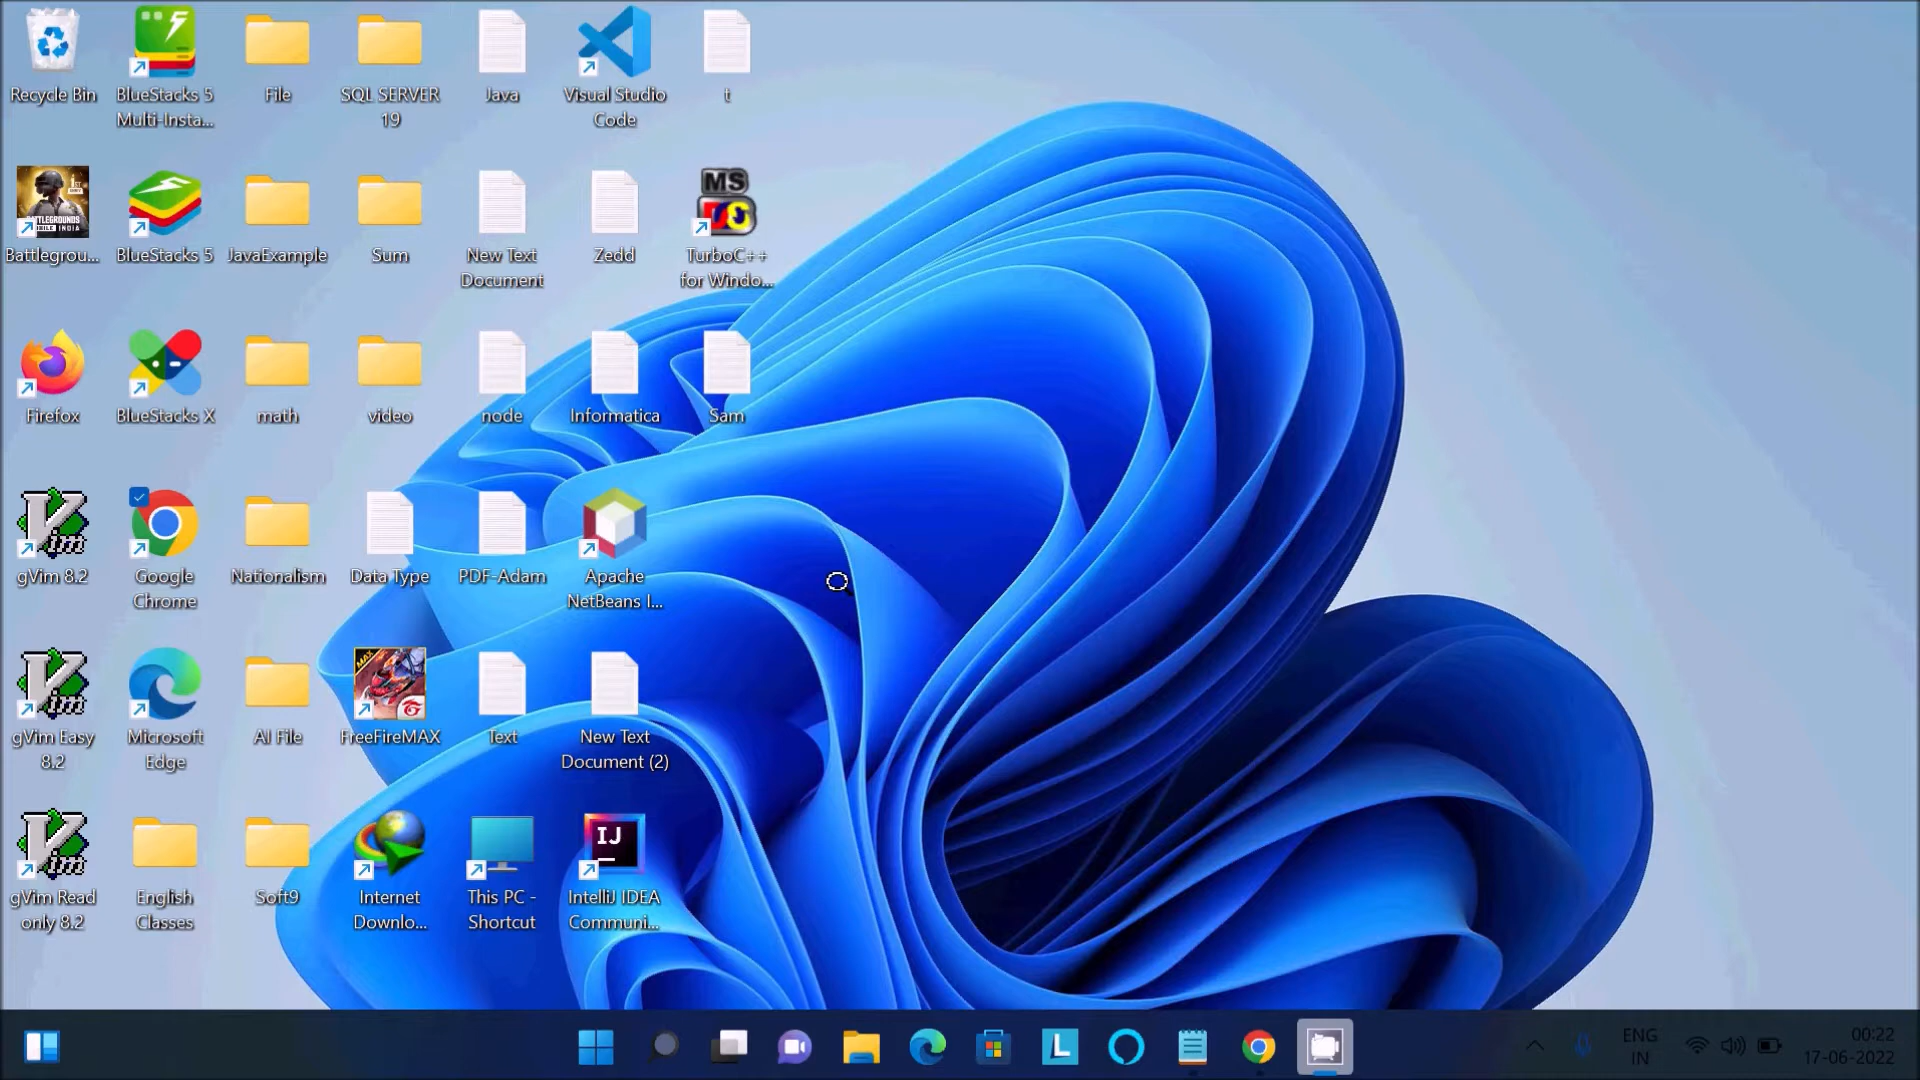 Recycle Bin
BlueStacks 5
Multi-Insta...
File
SQL SERVER
19
Java
Visual Studio
Code
t
Battlegrou...
BlueStacks 5
JavaExample
Sum
New Text
Document
Zedd
TurboC++
for Windo...
Firefox
BlueStacks X
math
video
node
Informatica
Sam
gVim 8.2
Google
Chrome
Nationalism
Data Type
PDF-Adam
Apache
NetBeans I...
gVim Easy
8.2
Microsoft
Edge
AI File
FreeFireMAX
Text
New Text
Document (2)
gVim Read
only 8.2
English
Classes
Soft9
Internet
Downlo...
This PC -
Shortcut
IntelliJ IDEA
Communi...
MS
IJ
MAX
L
ENG
IN
00:22
17-06-2022